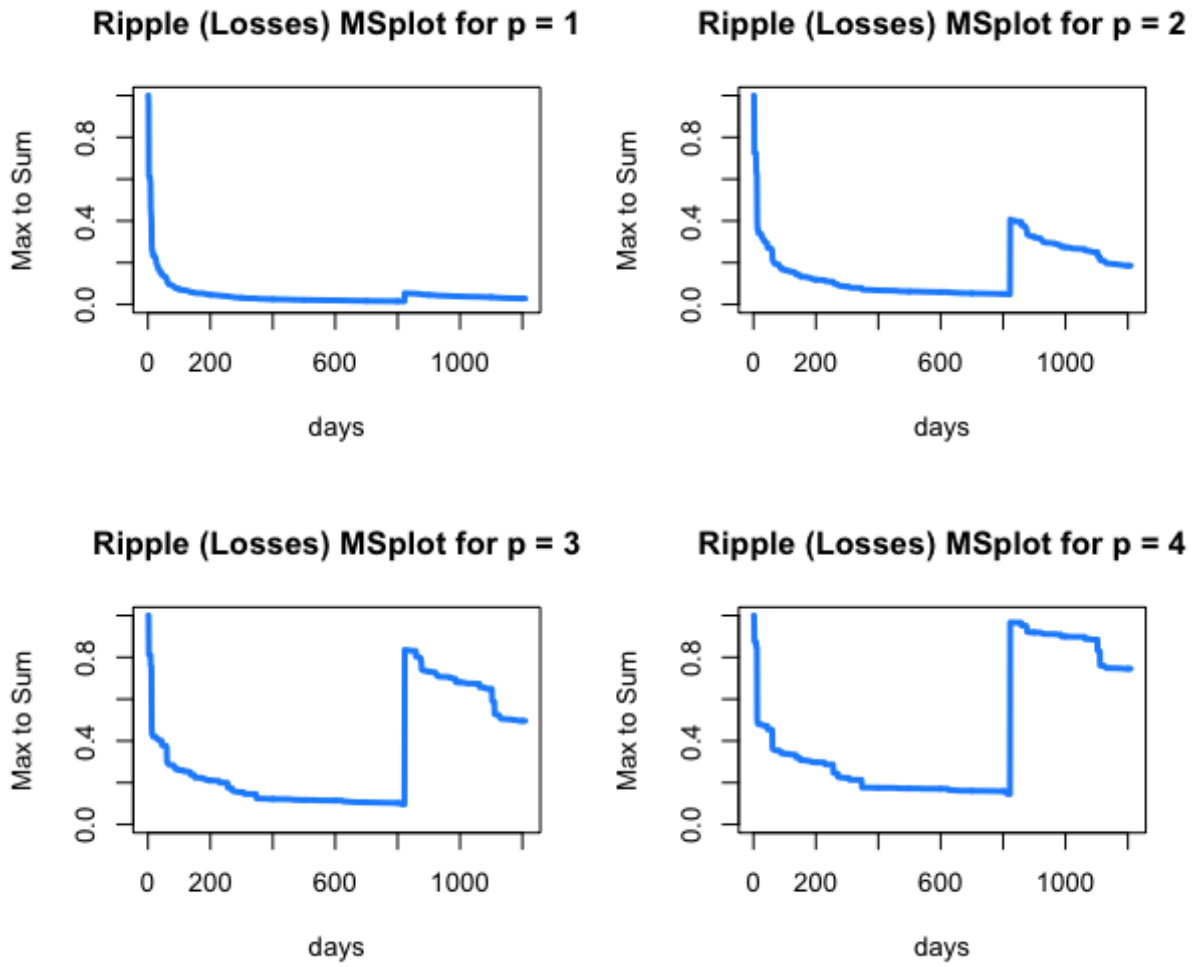 Ripple (Losses) MSplot for p = 1
Max to Sum
0.0 0.4 0.8
0 200 600 1000
days
Ripple (Losses) MSplot for p = 2
Max to Sum
0.0 0.4 0.8
0 200 600 1000
days
Ripple (Losses) MSplot for p = 3
Max to Sum
0.0 0.4 0.8
0 200 600 1000
days
Ripple (Losses) MSplot for p = 4
Max to Sum
0.0 0.4 0.8
0 200 600 1000
days